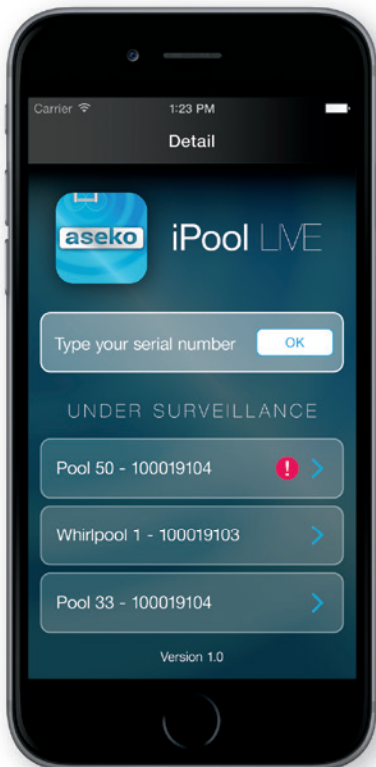 Carrier 1:23 PM
Detail
aseko
iPool LIVE
Type your serial number OK
UNDER SURVEILLANCE
Pool 50 - 100019104 !
Whirlpool 1 - 100019103
Pool 33 - 100019104
Version 1.0